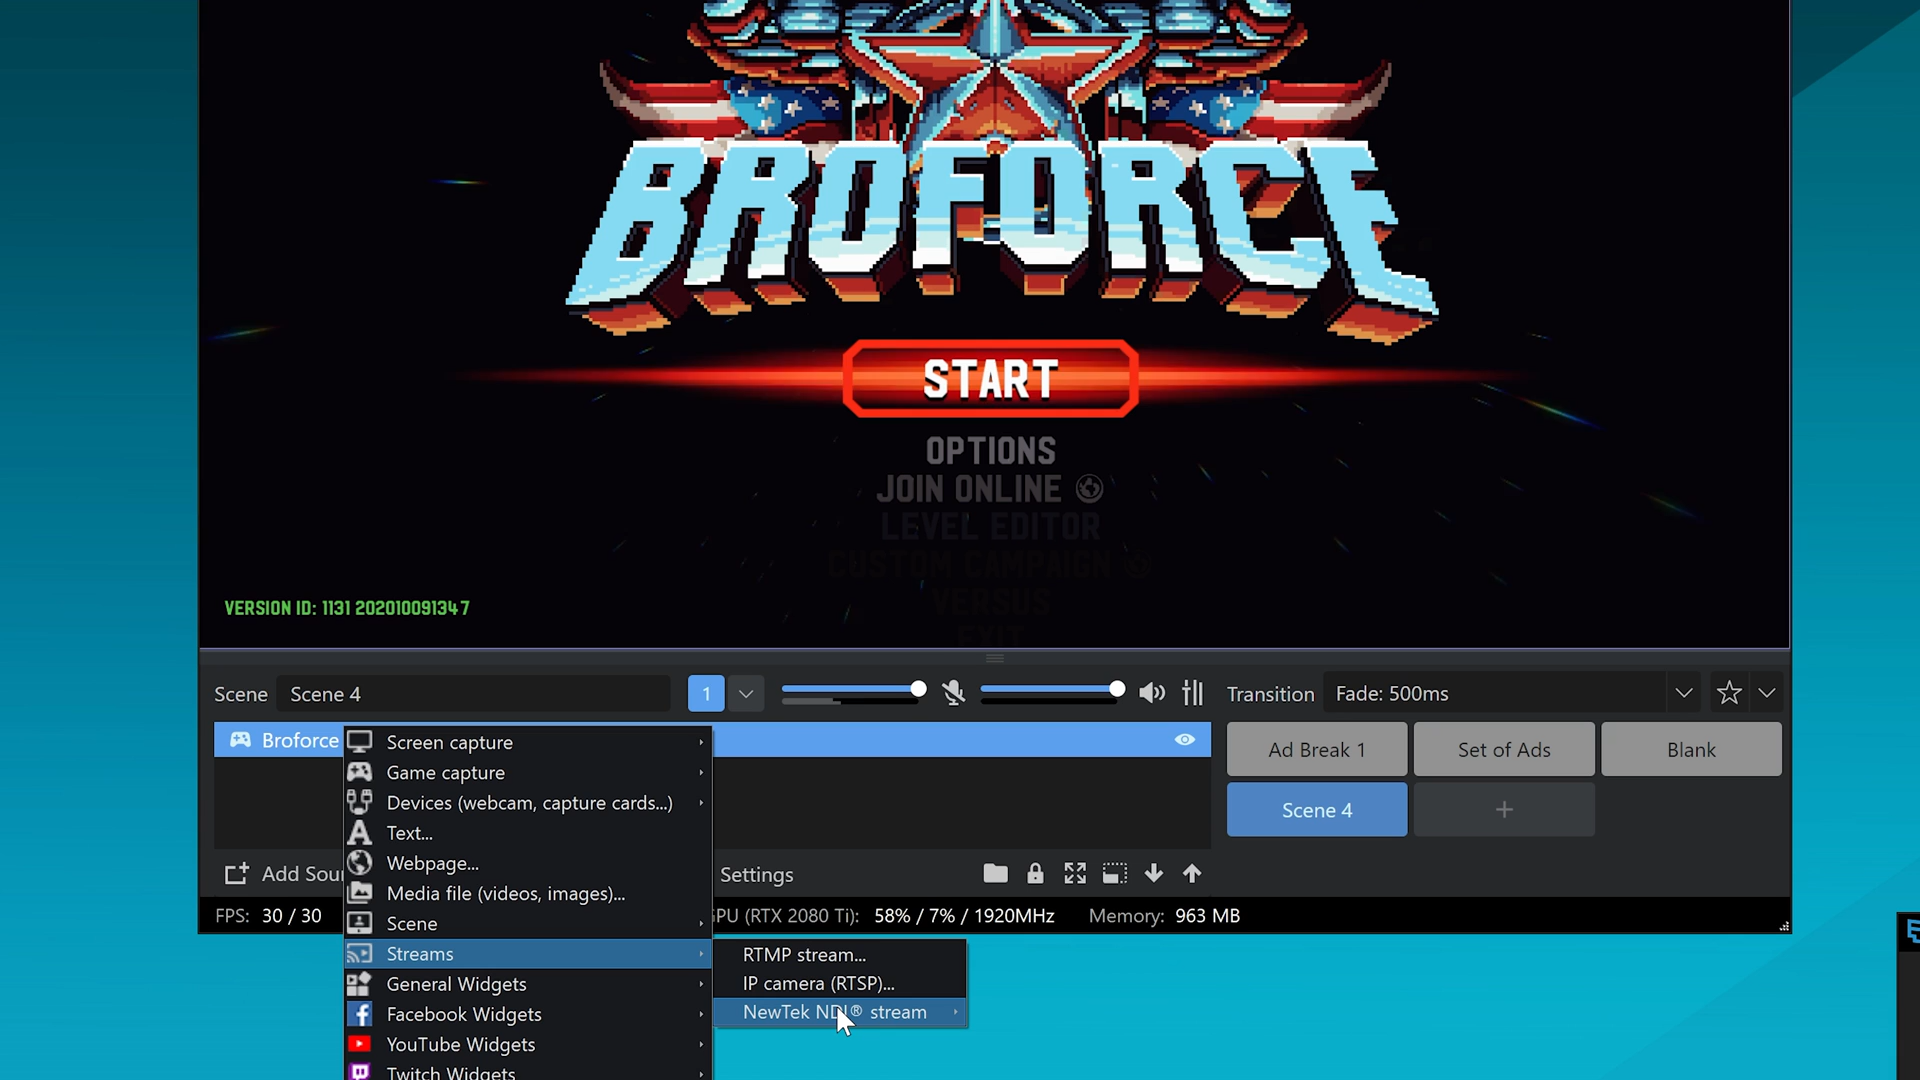 BROFORCE
START
OPTIONS
JOIN ONLINE
LEVEL EDITOR
CUSTOM CAMPAIGN
VERSUS
EXIT
VERSION ID: 1131 202010091347
Scene Scene 4 1 Transition Fade: 500ms
Broforce
Ad Break 1 Set of Ads Blank
Scene 4 +
Screen capture
Game capture
Devices (webcam, capture cards...)
Text...
Webpage...
Media file (videos, images)...
Scene
Streams
General Widgets
Facebook Widgets
YouTube Widgets
Twitch Widgets
Add Sou Settings
FPS: 30 / 30 PU (RTX 2080 Ti): 58% / 7% / 1920MHz Memory: 963 MB
RTMP stream...
IP camera (RTSP)...
NewTek NDI® stream